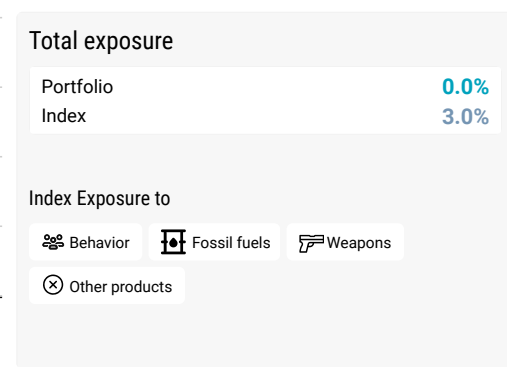 Total exposure
Portfolio 0.0%
Index 3.0%
Index Exposure to
Behavior Fossil fuels Weapons
Other products